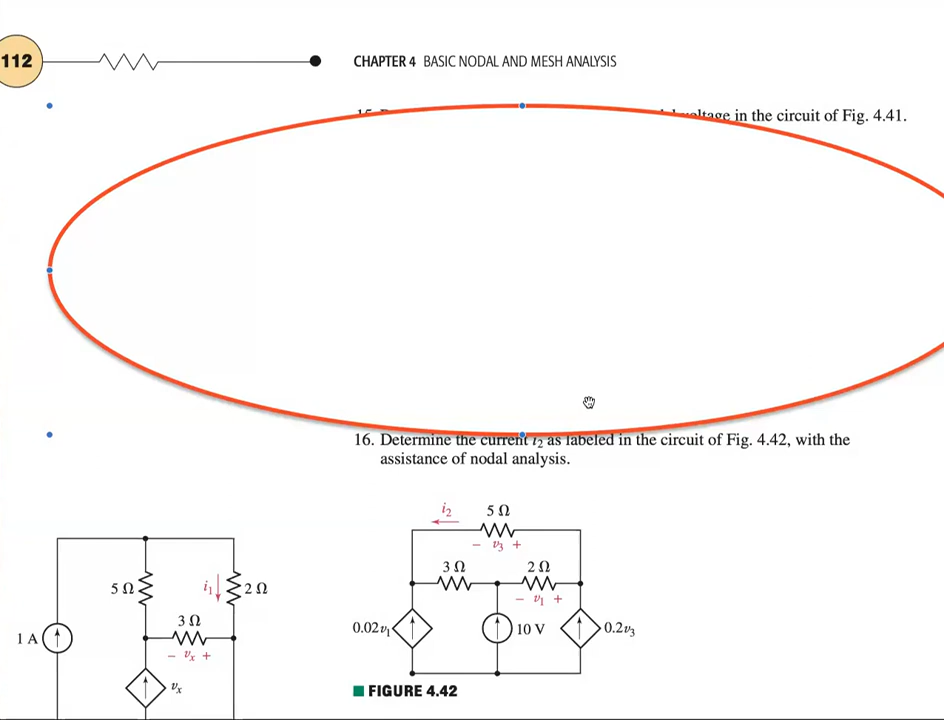 112
CHAPTER 4 BASIC NODAL AND MESH ANALYSIS
15.
in the circuit of Fig. 4.41.
16. Determine the current i2 as labeled in the circuit of Fig. 4.42, with the
assistance of nodal analysis.
i2 5 Ω
− v3 +
3 Ω 2 Ω
− v1 +
0.02v1 10 V 0.2v3
FIGURE 4.42
5 Ω i1 2 Ω
3 Ω
1 A
− vx +
vx